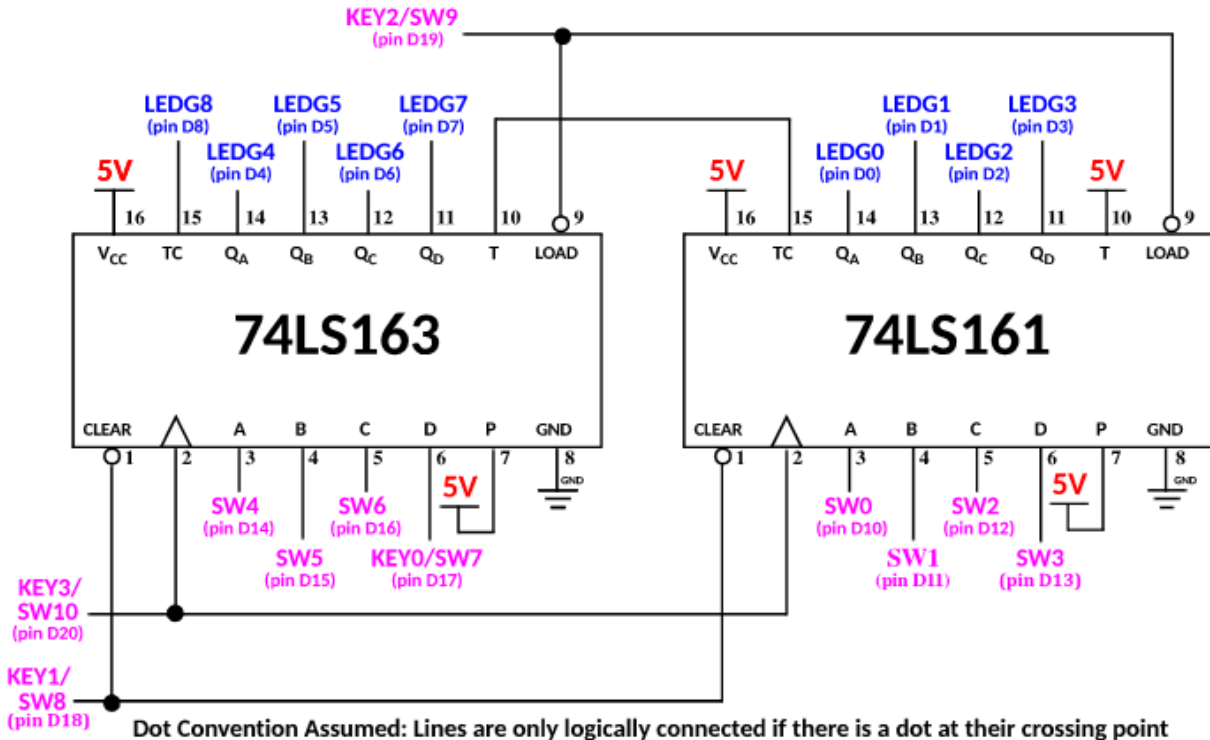 KEY2/SW9
(pin D19)
LEDG8
(pin D8)
LEDG5
(pin D5)
LEDG7
(pin D7)
LEDG1
(pin D1)
LEDG3
(pin D3)
LEDG4
(pin D4)
LEDG6
(pin D6)
LEDG0
(pin D0)
LEDG2
(pin D2)
5V
5V
5V
16 15 14 13 12 11 10 9
16 15 14 13 12 11 10 9
VCC TC QA QB QC QD T LOAD
VCC TC QA QB QC QD T LOAD
74LS163
74LS161
CLEAR A B C D P GND
CLEAR A B C D P GND
1 2 3 4 5 6 7 8
1 2 3 4 5 6 7 8
5V
GND
5V
GND
SW4
(pin D14)
SW6
(pin D16)
SW0
(pin D10)
SW2
(pin D12)
SW5
(pin D15)
KEY0/SW7
(pin D17)
SW1
(pin D11)
SW3
(pin D13)
KEY3/
SW10
(pin D20)
KEY1/
SW8
(pin D18)
Dot Convention Assumed: Lines are only logically connected if there is a dot at their crossing point